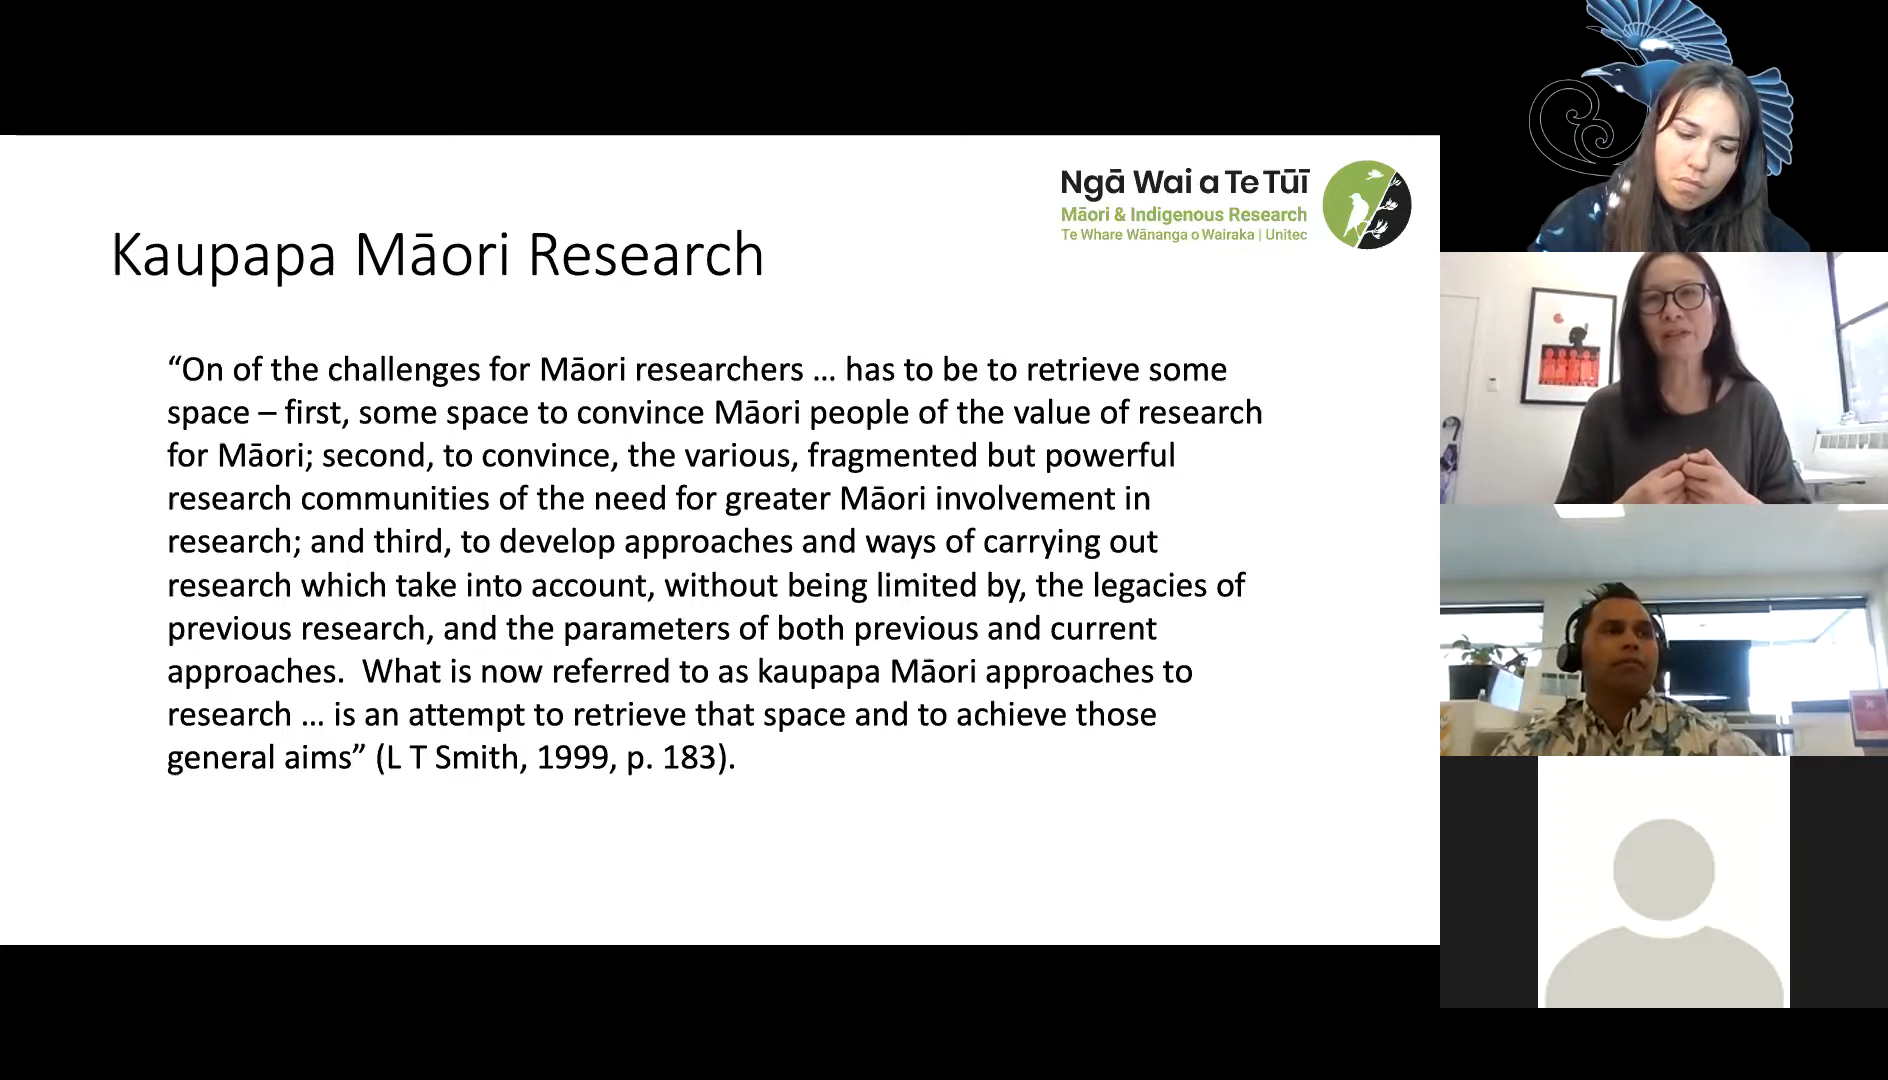 Ngā Wai a Te Tūī
Māori & Indigenous Research
Te Whare Wānanga o Wairaka | Unitec
Kaupapa Māori Research
“On of the challenges for Māori researchers … has to be to retrieve some
space – first, some space to convince Māori people of the value of research
for Māori; second, to convince, the various, fragmented but powerful
research communities of the need for greater Māori involvement in
research; and third, to develop approaches and ways of carrying out
research which take into account, without being limited by, the legacies of
previous research, and the parameters of both previous and current
approaches.  What is now referred to as kaupapa Māori approaches to
research … is an attempt to retrieve that space and to achieve those
general aims” (L T Smith, 1999, p. 183).